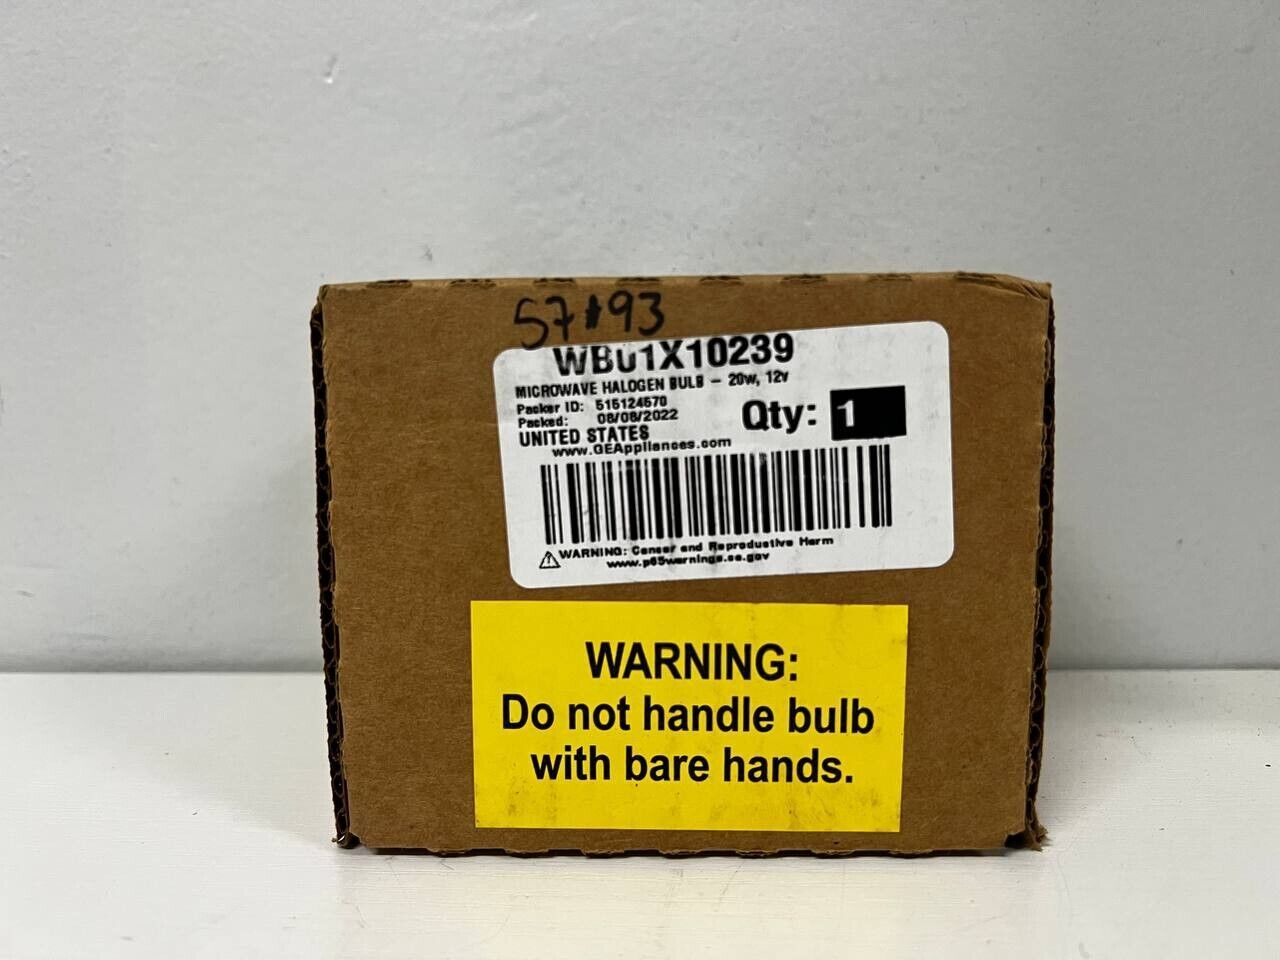 57#93
WB01X10239
MICROWAVE HALOGEN BULB - 20w, 12v
Packer ID: 515124570
Packed: 08/08/2022
Qty: 1
UNITED STATES
www.GEAppliances.com
WARNING: Cancer and Reproductive Harm
www.p65warnings.ca.gov
WARNING:
Do not handle bulb
with bare hands.